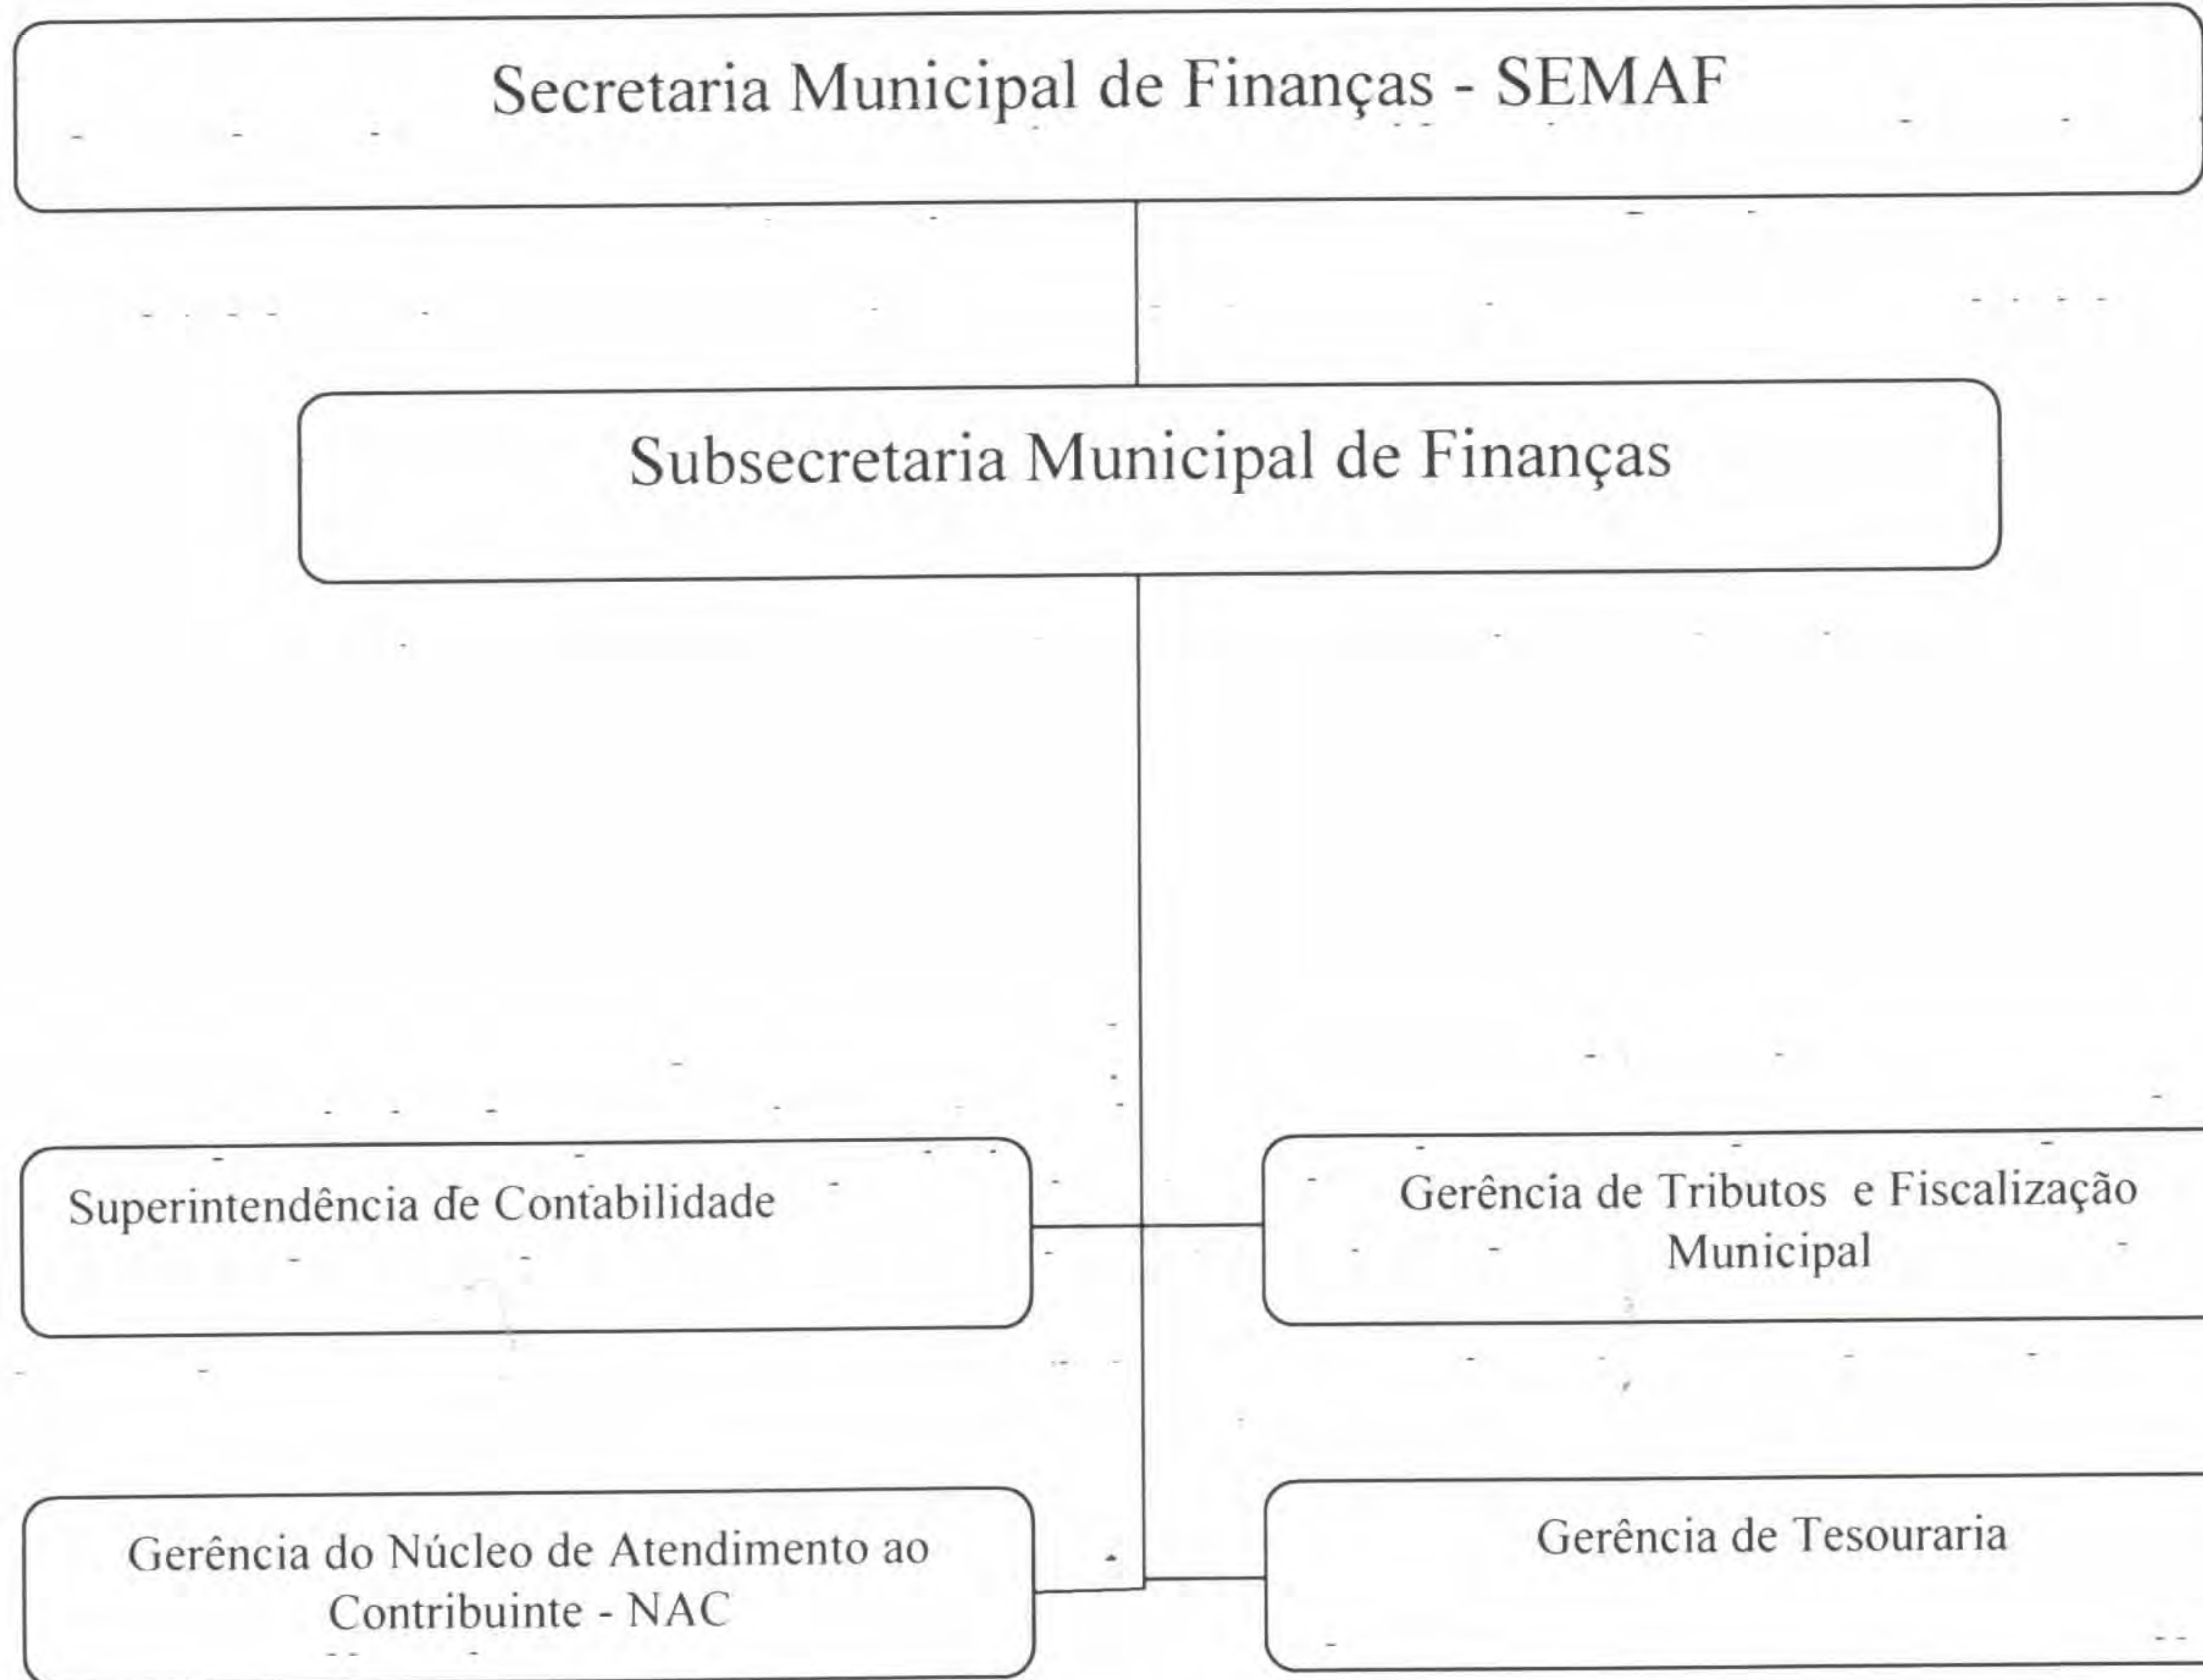 Secretaria Municipal de Finanças - SEMAF
Subsecretaria Municipal de Finanças
Superintendência de Contabilidade
Gerência de Tributos e Fiscalização
Municipal
Gerência do Núcleo de Atendimento ao
Contribuinte - NAC
Gerência de Tesouraria